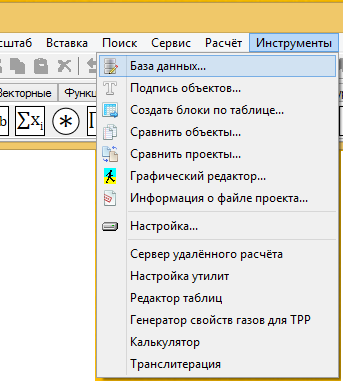 сштаб Вставка Поиск Сервис Расчёт Инструменты
Векторные Функц
b Σxi *
База данных...
Подпись объектов...
Создать блоки по таблице...
Сравнить объекты...
Сравнить проекты...
Графический редактор...
Информация о файле проекта...
Настройка...
Сервер удалённого расчёта
Настройка утилит
Редактор таблиц
Генератор свойств газов для ТРР
Калькулятор
Транслитерация